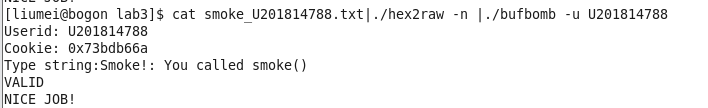 [liumei@bogon lab3]$ cat smoke_U201814788.txt|./hex2raw -n |./bufbomb -u U201814788
Userid: U201814788
Cookie: 0x73bdb66a
Type string:Smoke!: You called smoke()
VALID
NICE JOB!